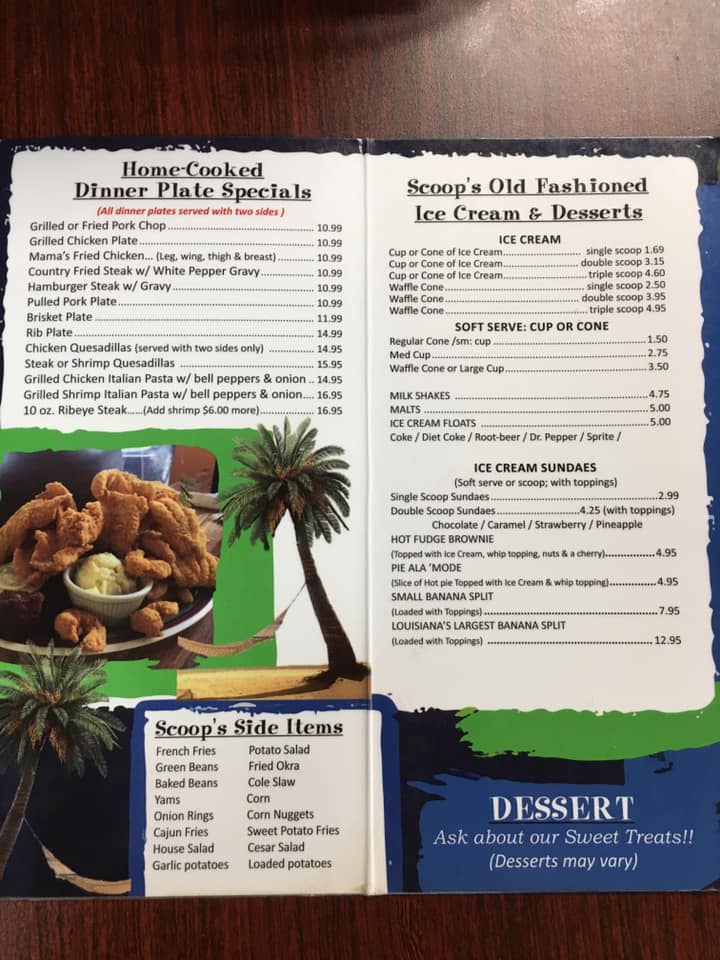 Home-Cooked
Dinner Plate Specials
(All dinner plates served with two sides )
Grilled or Fried Pork Chop ........ 10.99
Grilled Chicken Plate ........ 10.99
Mama's Fried Chicken... (Leg, wing, thigh & breast) ........ 10.99
Country Fried Steak w/ White Pepper Gravy ........ 10.99
Hamburger Steak w/ Gravy ........ 10.99
Pulled Pork Plate ........ 10.99
Brisket Plate ........ 11.99
Rib Plate ........ 14.99
Chicken Quesadillas (served with two sides only) ........ 14.95
Steak or Shrimp Quesadillas ........ 15.95
Grilled Chicken Italian Pasta w/ bell peppers & onion .. 14.95
Grilled Shrimp Italian Pasta w/ bell peppers & onion.... 16.95
10 oz. Ribeye Steak......(Add shrimp $6.00 more) ........ 16.95
Scoop's Side Items
French Fries Potato Salad
Green Beans Fried Okra
Baked Beans Cole Slaw
Yams Corn
Onion Rings Corn Nuggets
Cajun Fries Sweet Potato Fries
House Salad Cesar Salad
Garlic potatoes Loaded potatoes
Scoop's Old Fashioned
Ice Cream & Desserts
ICE CREAM
Cup or Cone of Ice Cream ........ single scoop 1.69
Cup or Cone of Ice Cream ........ double scoop 3.15
Cup or Cone of Ice Cream ........ triple scoop 4.60
Waffle Cone ........ single scoop 2.50
Waffle Cone ........ double scoop 3.95
Waffle Cone ........ triple scoop 4.95
SOFT SERVE: CUP OR CONE
Regular Cone /sm: cup ........ 1.50
Med Cup ........ 2.75
Waffle Cone or Large Cup ........ 3.50
MILK SHAKES ........ 4.75
MALTS ........ 5.00
ICE CREAM FLOATS ........ 5.00
Coke / Diet Coke / Root-beer / Dr. Pepper / Sprite /
ICE CREAM SUNDAES
(Soft serve or scoop; with toppings)
Single Scoop Sundaes ........ 2.99
Double Scoop Sundaes ........ 4.25 (with toppings)
Chocolate / Caramel / Strawberry / Pineapple
HOT FUDGE BROWNIE
(Topped with Ice Cream, whip topping, nuts & a cherry) ........ 4.95
PIE ALA 'MODE
(Slice of Hot pie Topped with Ice Cream & whip topping) ........ 4.95
SMALL BANANA SPLIT
(Loaded with Toppings) ........ 7.95
LOUISIANA'S LARGEST BANANA SPLIT
(Loaded with Toppings) ........ 12.95
DESSERT
Ask about our Sweet Treats!!
(Desserts may vary)